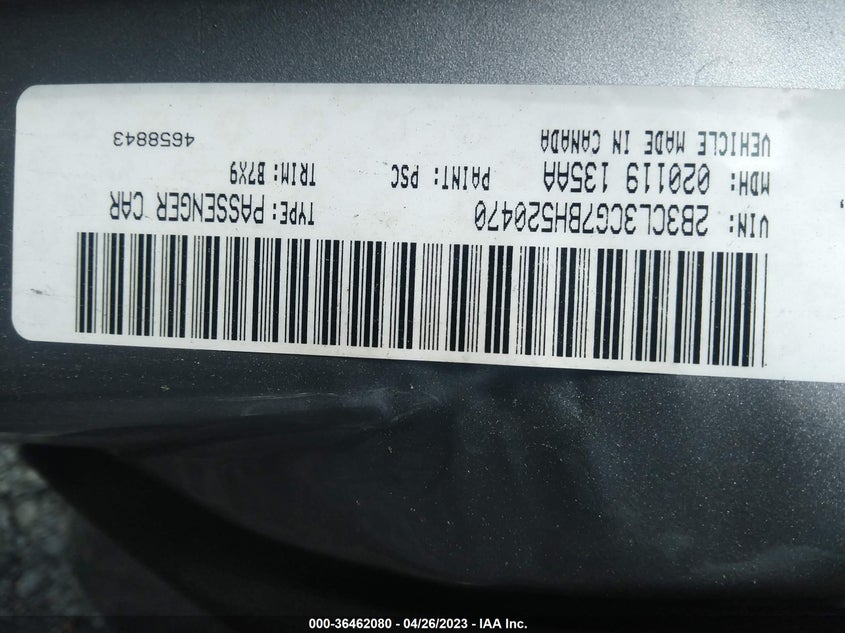 VIN: 2B3CL3CG7BH520470 TYPE: PASSENGER CAR
MDH: 020119 135AA PAINT: PSC TRIM: B7X9
VEHICLE MADE IN CANADA 4658843
000-36462080 - 04/26/2023 - IAA Inc.